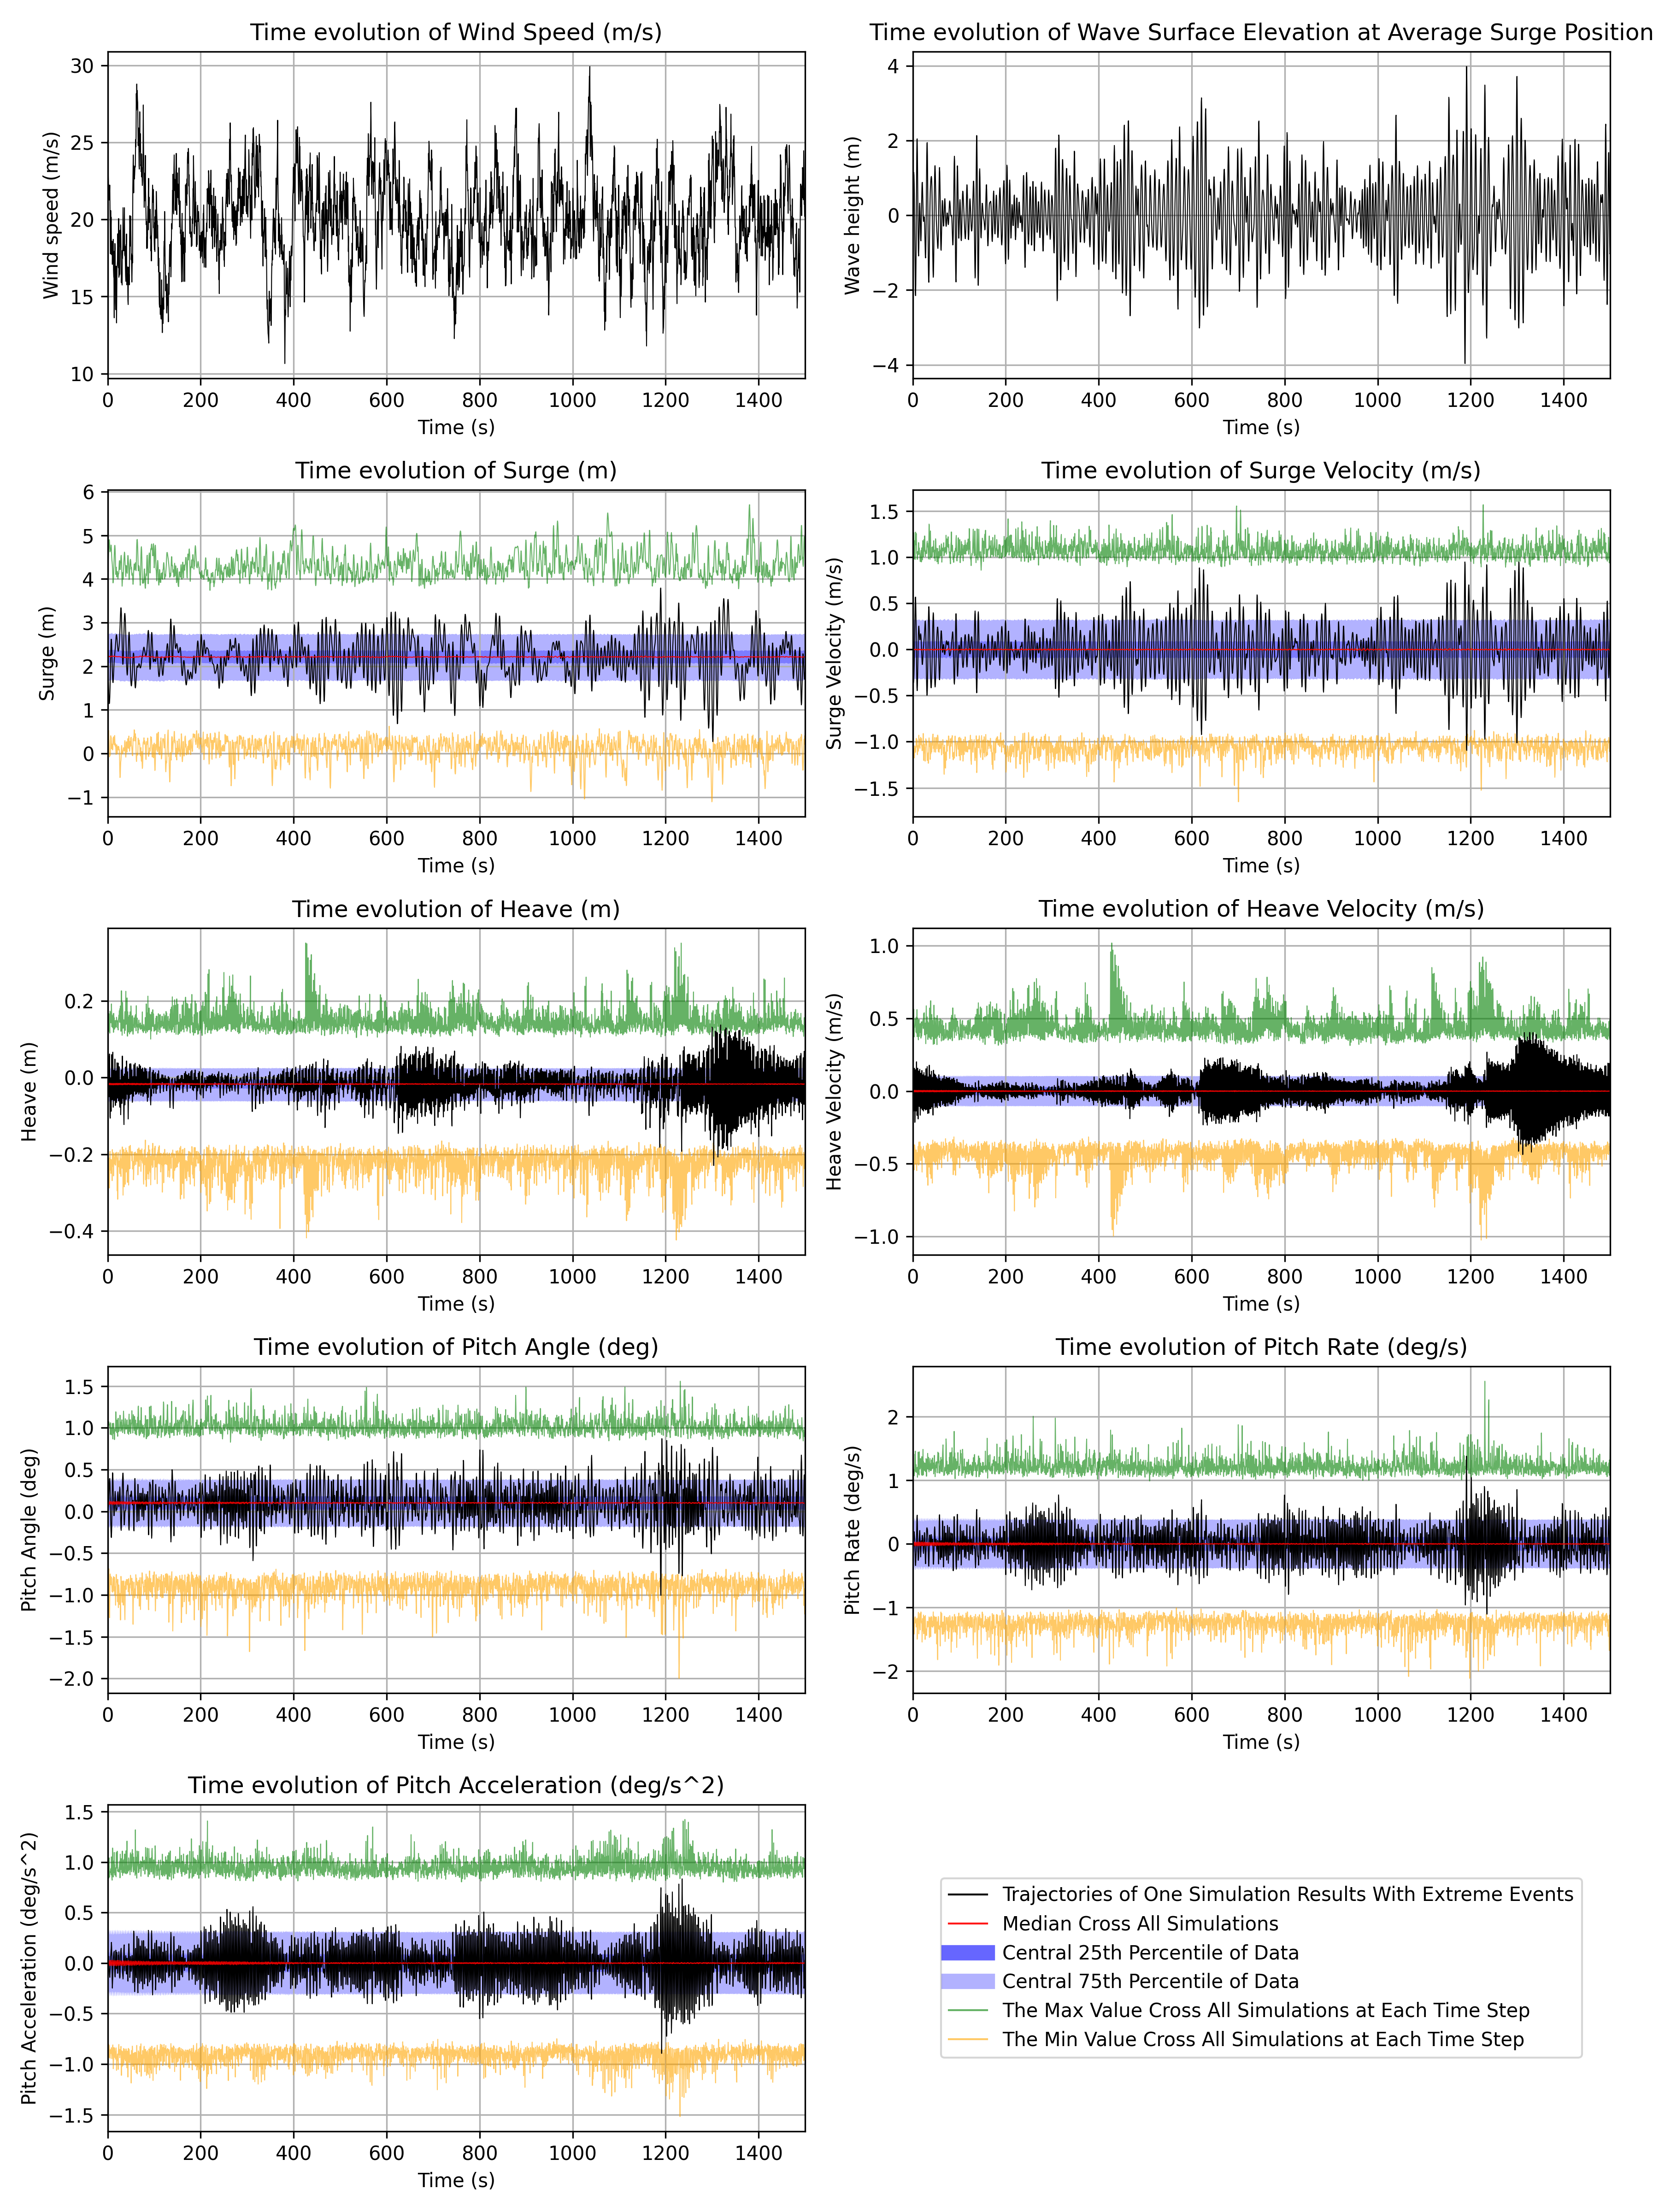 Time evolution of Wind Speed (m/s)
Wind speed (m/s)
30
25
20
15
10
0 200 400 600 800 1000 1200 1400
Time (s)
Time evolution of Wave Surface Elevation at Average Surge Position
Wave height (m)
4
2
0
−2
−4
0 200 400 600 800 1000 1200 1400
Time (s)
Time evolution of Surge (m)
Surge (m)
6
5
4
3
2
1
0
−1
0 200 400 600 800 1000 1200 1400
Time (s)
Time evolution of Surge Velocity (m/s)
Surge Velocity (m/s)
1.5
1.0
0.5
0.0
−0.5
−1.0
−1.5
0 200 400 600 800 1000 1200 1400
Time (s)
Time evolution of Heave (m)
Heave (m)
0.2
0.0
−0.2
−0.4
0 200 400 600 800 1000 1200 1400
Time (s)
Time evolution of Heave Velocity (m/s)
Heave Velocity (m/s)
1.0
0.5
0.0
−0.5
−1.0
0 200 400 600 800 1000 1200 1400
Time (s)
Time evolution of Pitch Angle (deg)
Pitch Angle (deg)
1.5
1.0
0.5
0.0
−0.5
−1.0
−1.5
−2.0
0 200 400 600 800 1000 1200 1400
Time (s)
Time evolution of Pitch Rate (deg/s)
Pitch Rate (deg/s)
2
1
0
−1
−2
0 200 400 600 800 1000 1200 1400
Time (s)
Time evolution of Pitch Acceleration (deg/s^2)
Pitch Acceleration (deg/s^2)
1.5
1.0
0.5
0.0
−0.5
−1.0
−1.5
0 200 400 600 800 1000 1200 1400
Time (s)
Trajectories of One Simulation Results With Extreme Events
Median Cross All Simulations
Central 25th Percentile of Data
Central 75th Percentile of Data
The Max Value Cross All Simulations at Each Time Step
The Min Value Cross All Simulations at Each Time Step